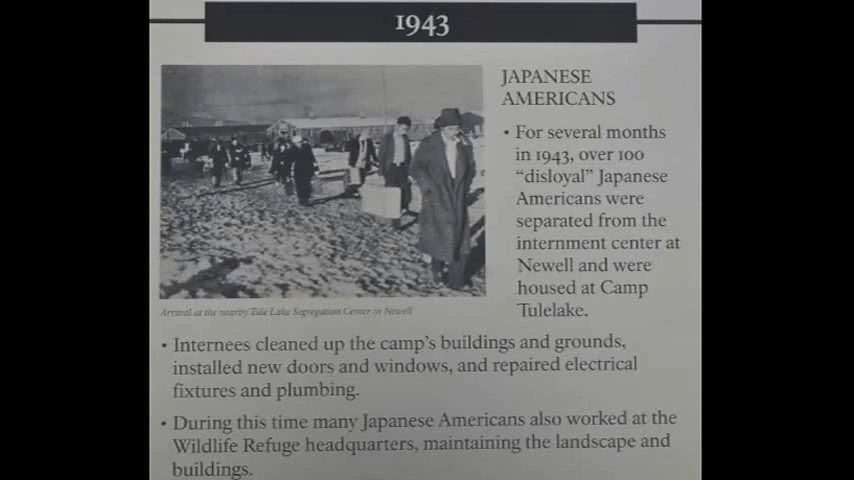 1943
JAPANESE
AMERICANS
• For several months
in 1943, over 100
“disloyal” Japanese
Americans were
separated from the
internment center at
Newell and were
housed at Camp
Tulelake.
Arrival at the nearby Tule Lake Segregation Center in Newell
• Internees cleaned up the camp’s buildings and grounds,
installed new doors and windows, and repaired electrical
fixtures and plumbing.
• During this time many Japanese Americans also worked at the
Wildlife Refuge headquarters, maintaining the landscape and
buildings.